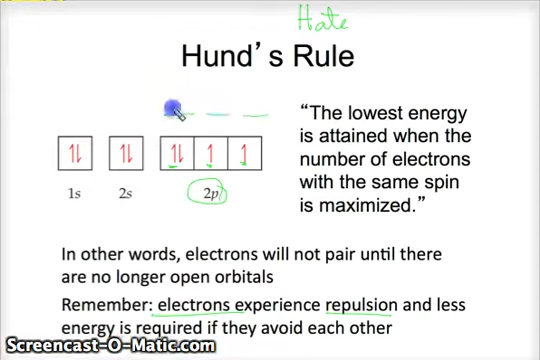 Hate
Hund's Rule
"The lowest energy
is attained when the
number of electrons
with the same spin
is maximized."
1s 2s 2p
In other words, electrons will not pair until there
are no longer open orbitals
Remember: electrons experience repulsion and less
energy is required if they avoid each other
Screencast-O-Matic.com